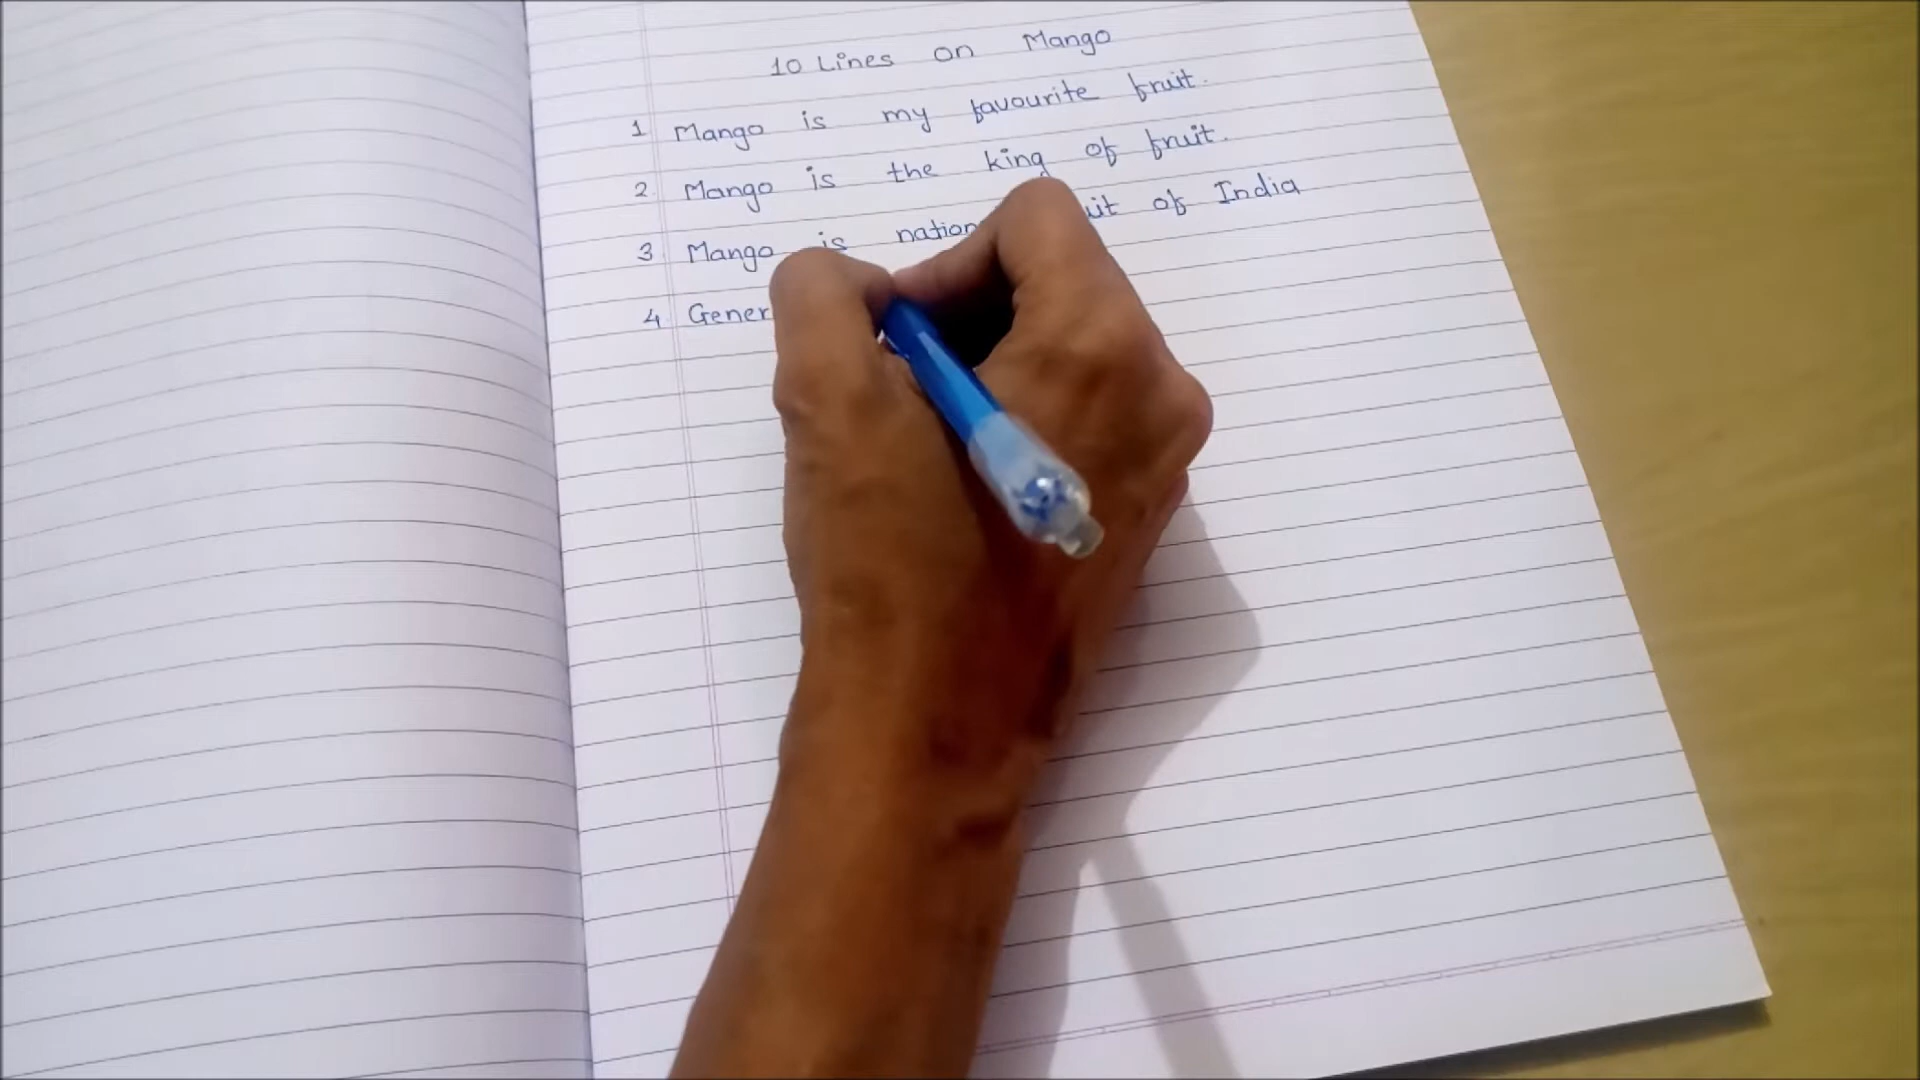 10 Lines on Mango
1 Mango is my favourite fruit.
2 Mango is the king of fruit.
3 Mango is of India
4